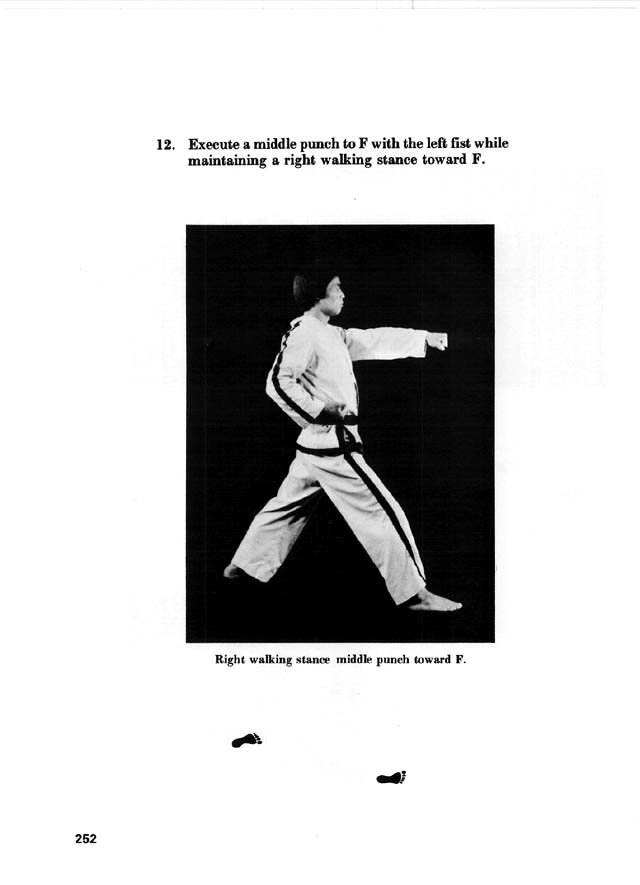 12. Execute a middle punch to F with the left fist while
maintaining a right walking stance toward F.
Right walking stance middle punch toward F.
252